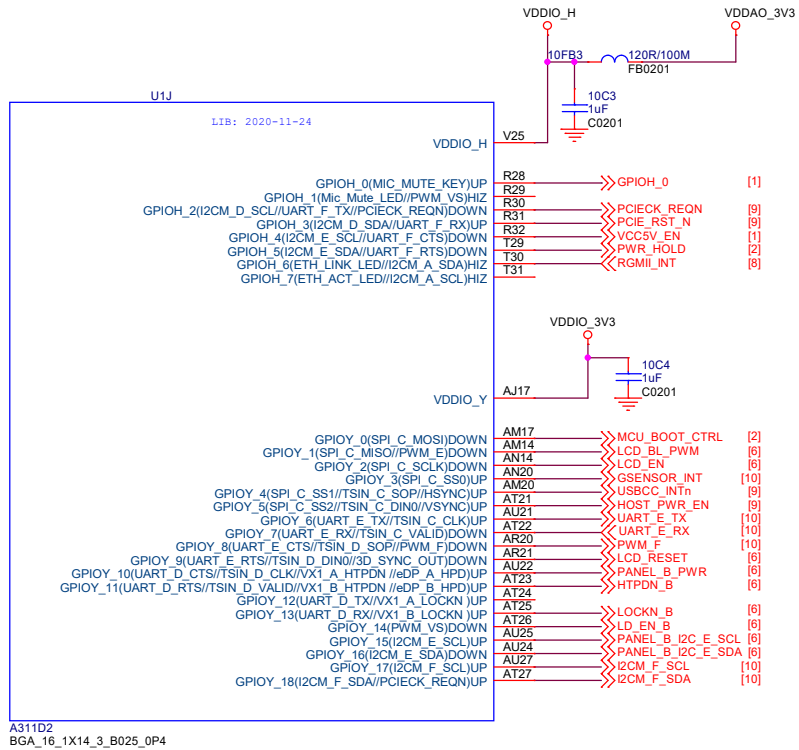 VDDIO_H VDDAO_3V3
10FB3 120R/100M
FB0201
10C3
1uF
C0201
U1J
LIB: 2020-11-24
VDDIO_H V25
GPIOH_0(MIC_MUTE_KEY)UP R28 GPIOH_0 [1]
GPIOH_1(Mic_Mute_LED//PWM_VS)HIZ R29
GPIOH_2(I2CM_D_SCL//UART_F_TX//PCIECK_REQN)DOWN R30 PCIECK_REQN [9]
GPIOH_3(I2CM_D_SDA//UART_F_RX)UP R31 PCIE_RST_N [9]
GPIOH_4(I2CM_E_SCL//UART_F_CTS)DOWN R32 VCC5V_EN [1]
GPIOH_5(I2CM_E_SDA//UART_F_RTS)DOWN T29 PWR_HOLD [2]
GPIOH_6(ETH_LINK_LED//I2CM_A_SDA)HIZ T30 RGMII_INT [8]
GPIOH_7(ETH_ACT_LED//I2CM_A_SCL)HIZ T31
VDDIO_3V3
10C4
1uF
C0201
VDDIO_Y AJ17
GPIOY_0(SPI_C_MOSI)DOWN AM17 MCU_BOOT_CTRL [2]
GPIOY_1(SPI_C_MISO//PWM_E)DOWN AM14 LCD_BL_PWM [6]
GPIOY_2(SPI_C_SCLK)DOWN AN14 LCD_EN [6]
GPIOY_3(SPI_C_SS0)UP AN20 GSENSOR_INT [10]
GPIOY_4(SPI_C_SS1//TSIN_C_SOP//HSYNC)UP AM20 USBCC_INTn [9]
GPIOY_5(SPI_C_SS2//TSIN_C_DIN0//VSYNC)UP AT21 HOST_PWR_EN [9]
GPIOY_6(UART_E_TX//TSIN_C_CLK)UP AU21 UART_E_TX [10]
GPIOY_7(UART_E_RX//TSIN_C_VALID)DOWN AT22 UART_E_RX [10]
GPIOY_8(UART_E_CTS//TSIN_D_SOP//PWM_F)DOWN AR20 PWM_F [10]
GPIOY_9(UART_E_RTS//TSIN_D_DIN0//3D_SYNC_OUT)DOWN AR21 LCD_RESET [6]
GPIOY_10(UART_D_CTS//TSIN_D_CLK//VX1_A_HTPDN //eDP_A_HPD)UP AU22 PANEL_B_PWR [6]
GPIOY_11(UART_D_RTS//TSIN_D_VALID//VX1_B_HTPDN //eDP_B_HPD)UP AT23 HTPDN_B [6]
GPIOY_12(UART_D_TX//VX1_A_LOCKN )UP AT24
GPIOY_13(UART_D_RX//VX1_B_LOCKN )UP AT25 LOCKN_B [6]
GPIOY_14(PWM_VS)DOWN AT26 LD_EN_B [6]
GPIOY_15(I2CM_E_SCL)UP AU25 PANEL_B_I2C_E_SCL [6]
GPIOY_16(I2CM_E_SDA)DOWN AU24 PANEL_B_I2C_E_SDA [6]
GPIOY_17(I2CM_F_SCL)UP AU27 I2CM_F_SCL [10]
GPIOY_18(I2CM_F_SDA//PCIECK_REQN)UP AT27 I2CM_F_SDA [10]
A311D2
BGA_16_1X14_3_B025_0P4